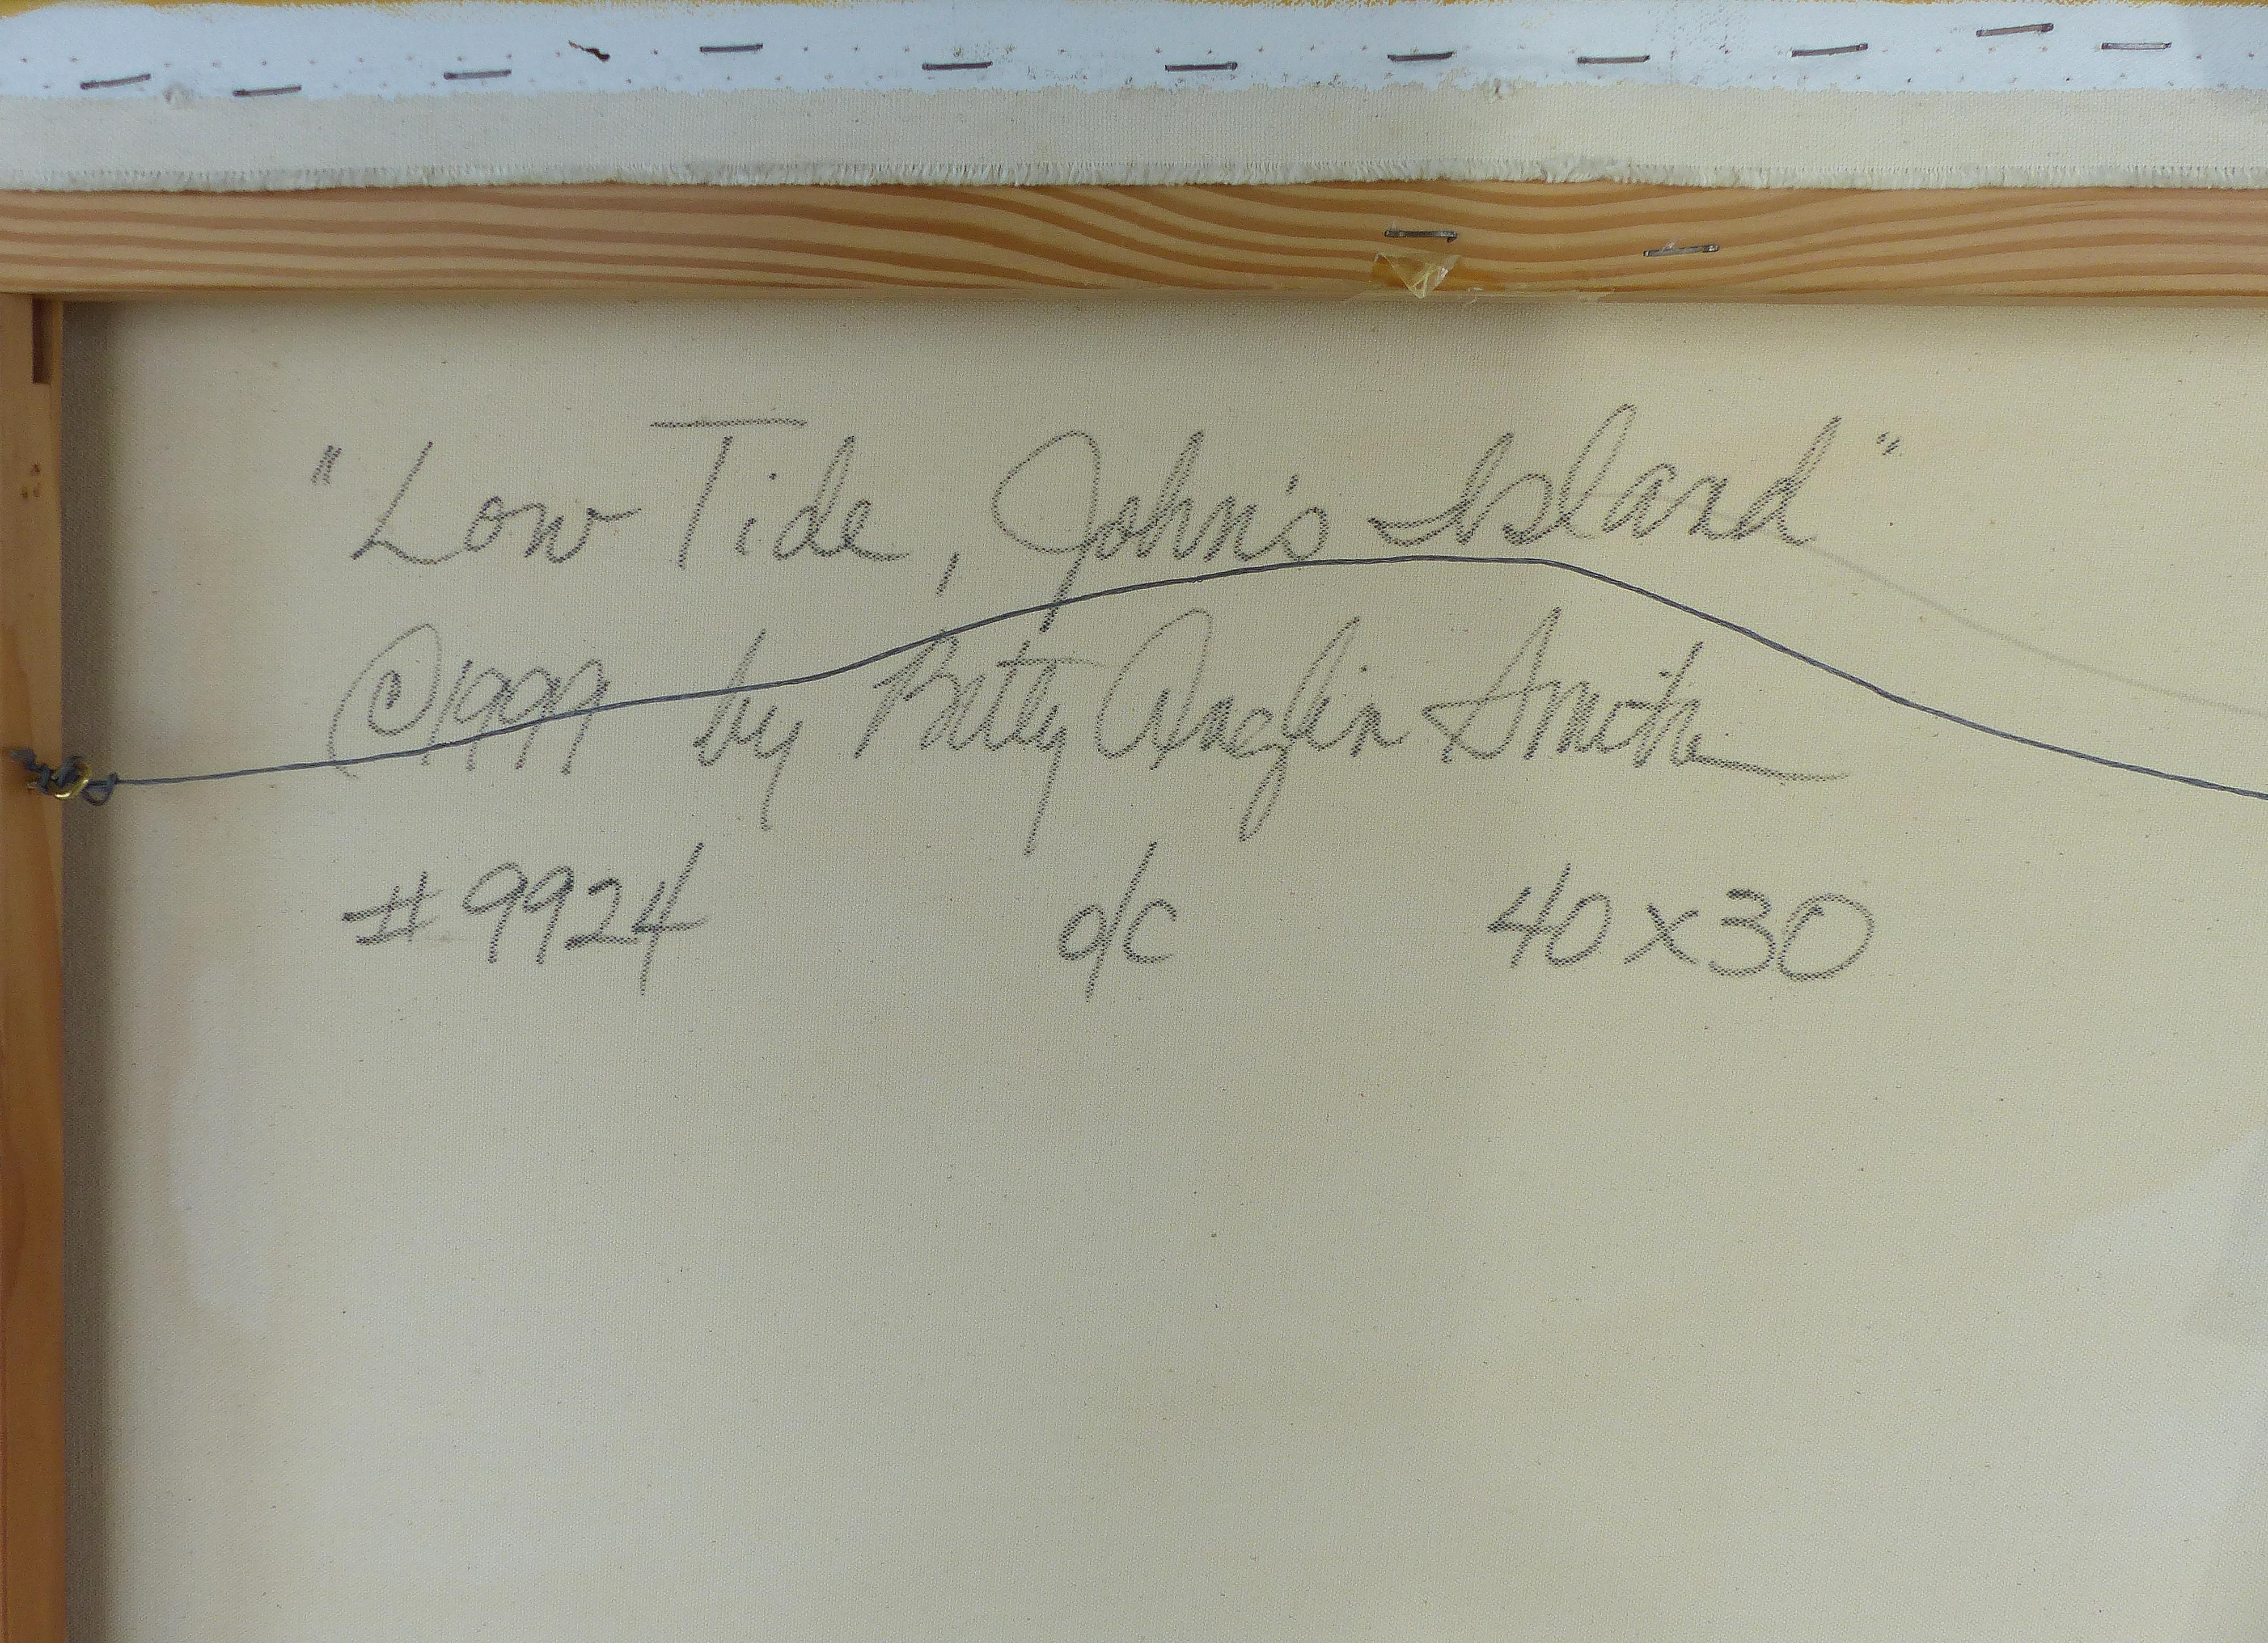 "Low Tide, John's Island"
©1999 by Betty Anglin Smith
#9924 o/c 40x30